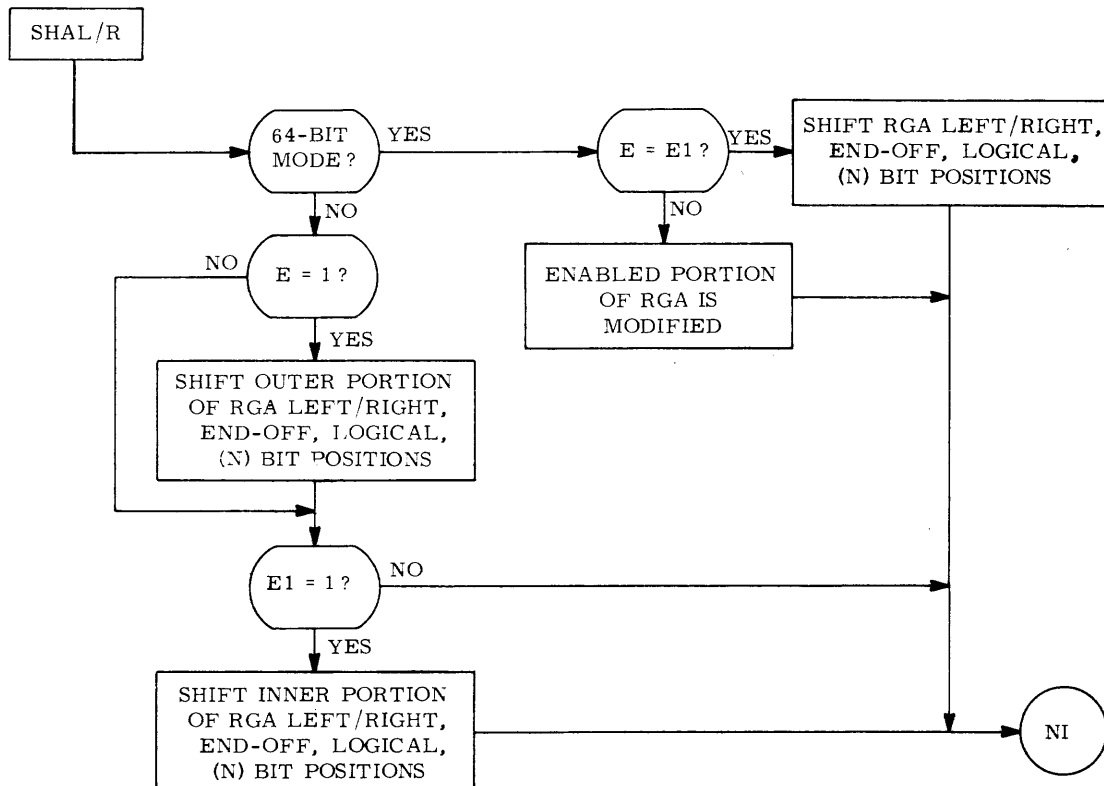 SHAL/R
64-BIT
MODE?
YES
E = E1?
YES
SHIFT RGA LEFT/RIGHT,
END-OFF, LOGICAL,
(N) BIT POSITIONS
NO
NO
NO
E = 1?
ENABLED PORTION
OF RGA IS
MODIFIED
YES
SHIFT OUTER PORTION
OF RGA LEFT/RIGHT,
END-OFF, LOGICAL,
(N) BIT POSITIONS
E1 = 1?
NO
YES
SHIFT INNER PORTION
OF RGA LEFT/RIGHT,
END-OFF, LOGICAL,
(N) BIT POSITIONS
NI